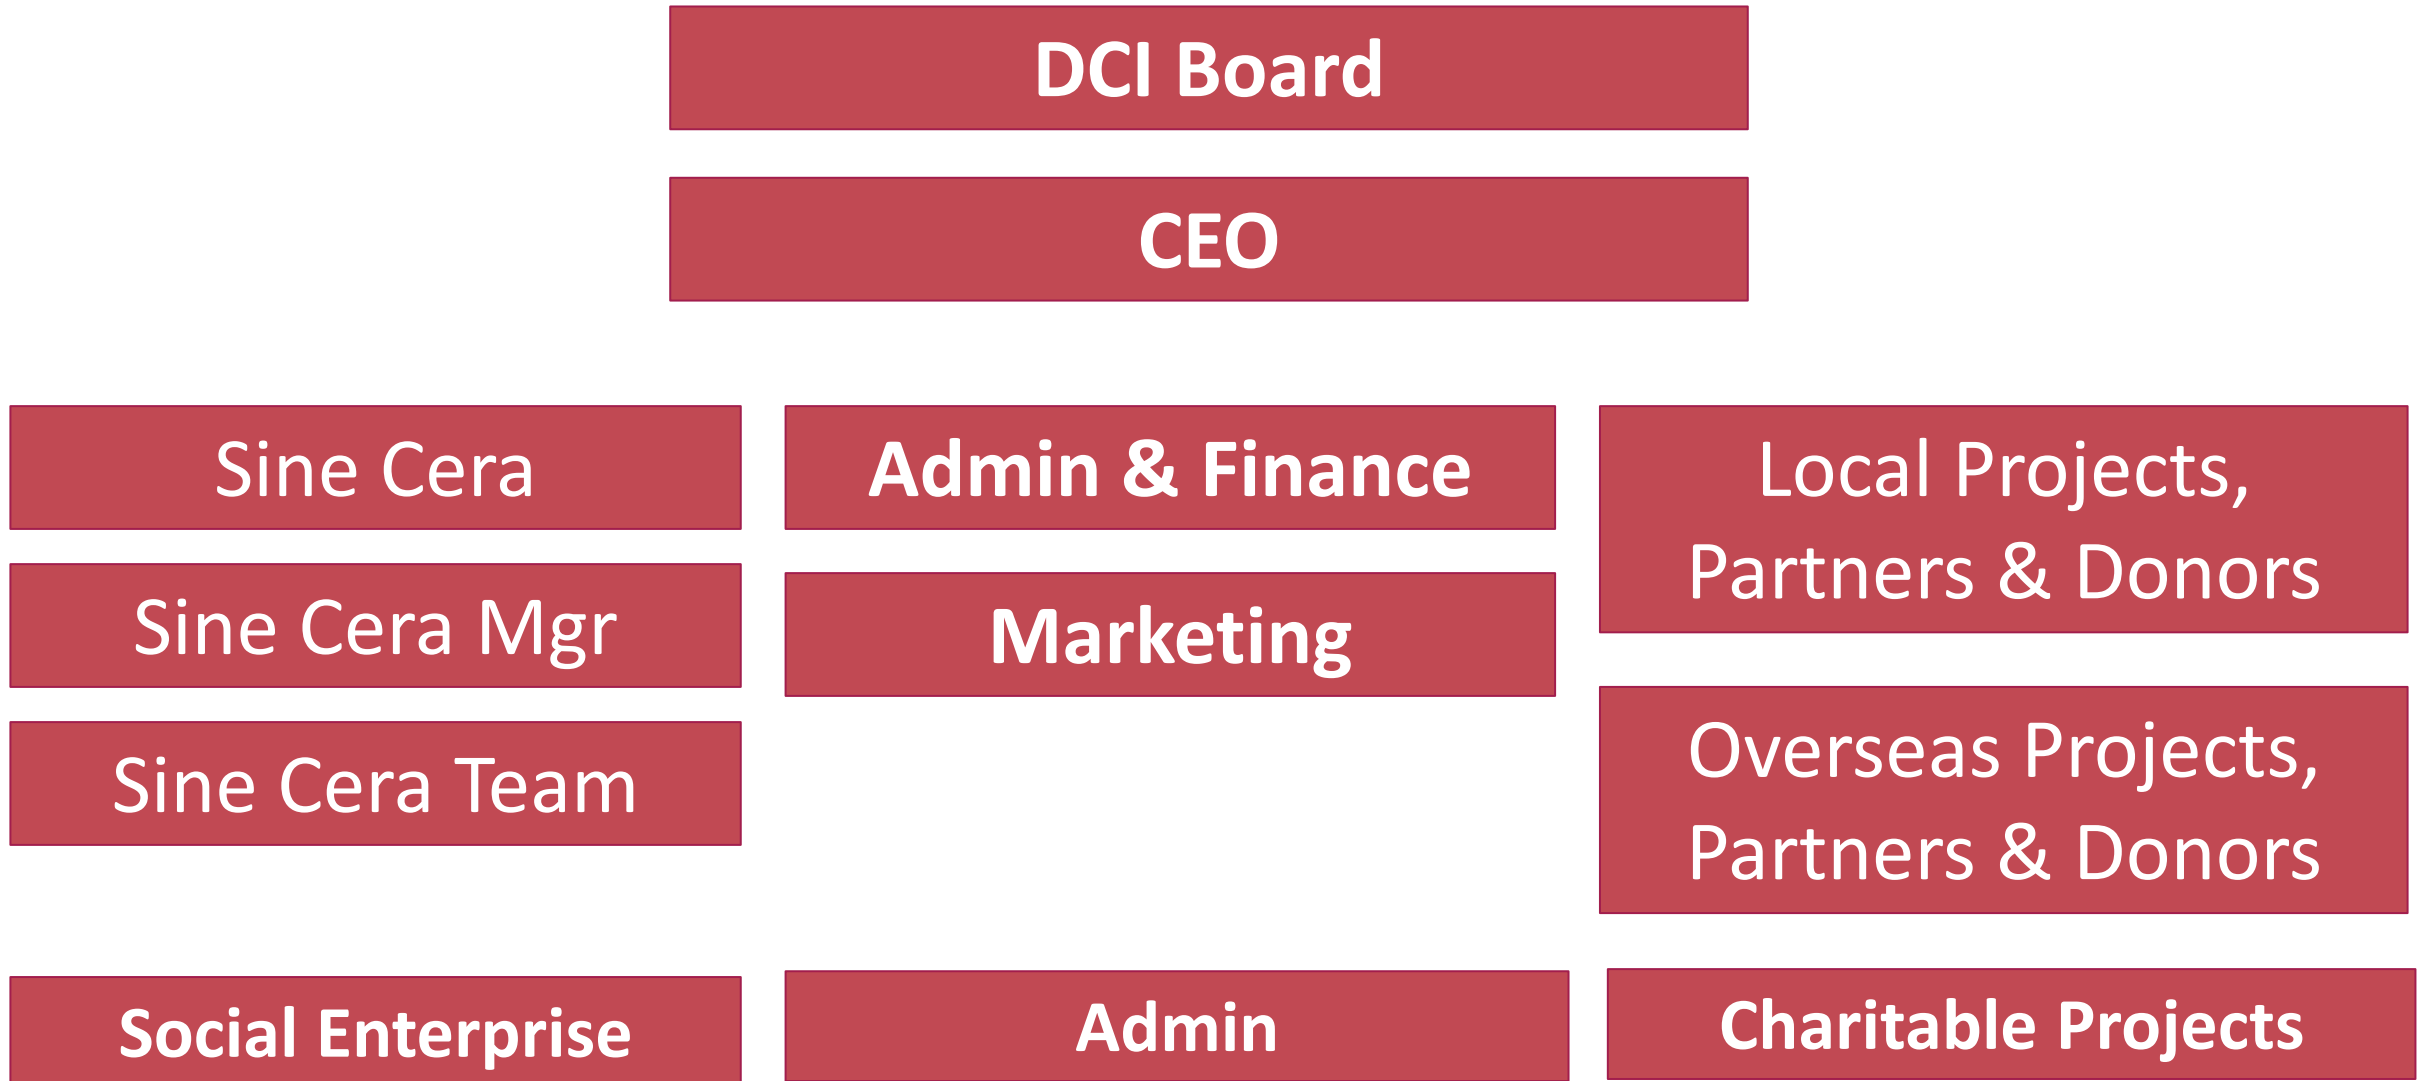 DCI Board
CEO
Sine Cera
Sine Cera Mgr
Sine Cera Team
Social Enterprise
Admin & Finance
Marketing
Admin
Local Projects,
Partners & Donors
Overseas Projects,
Partners & Donors
Charitable Projects